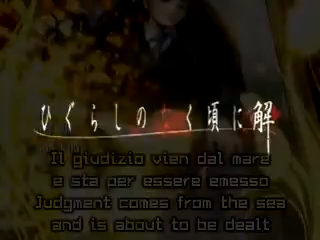 ひぐらしのなく頃に解
Il giudizio vien dal mare
e sta per essere emesso
Judgment comes from the sea
and is about to be dealt